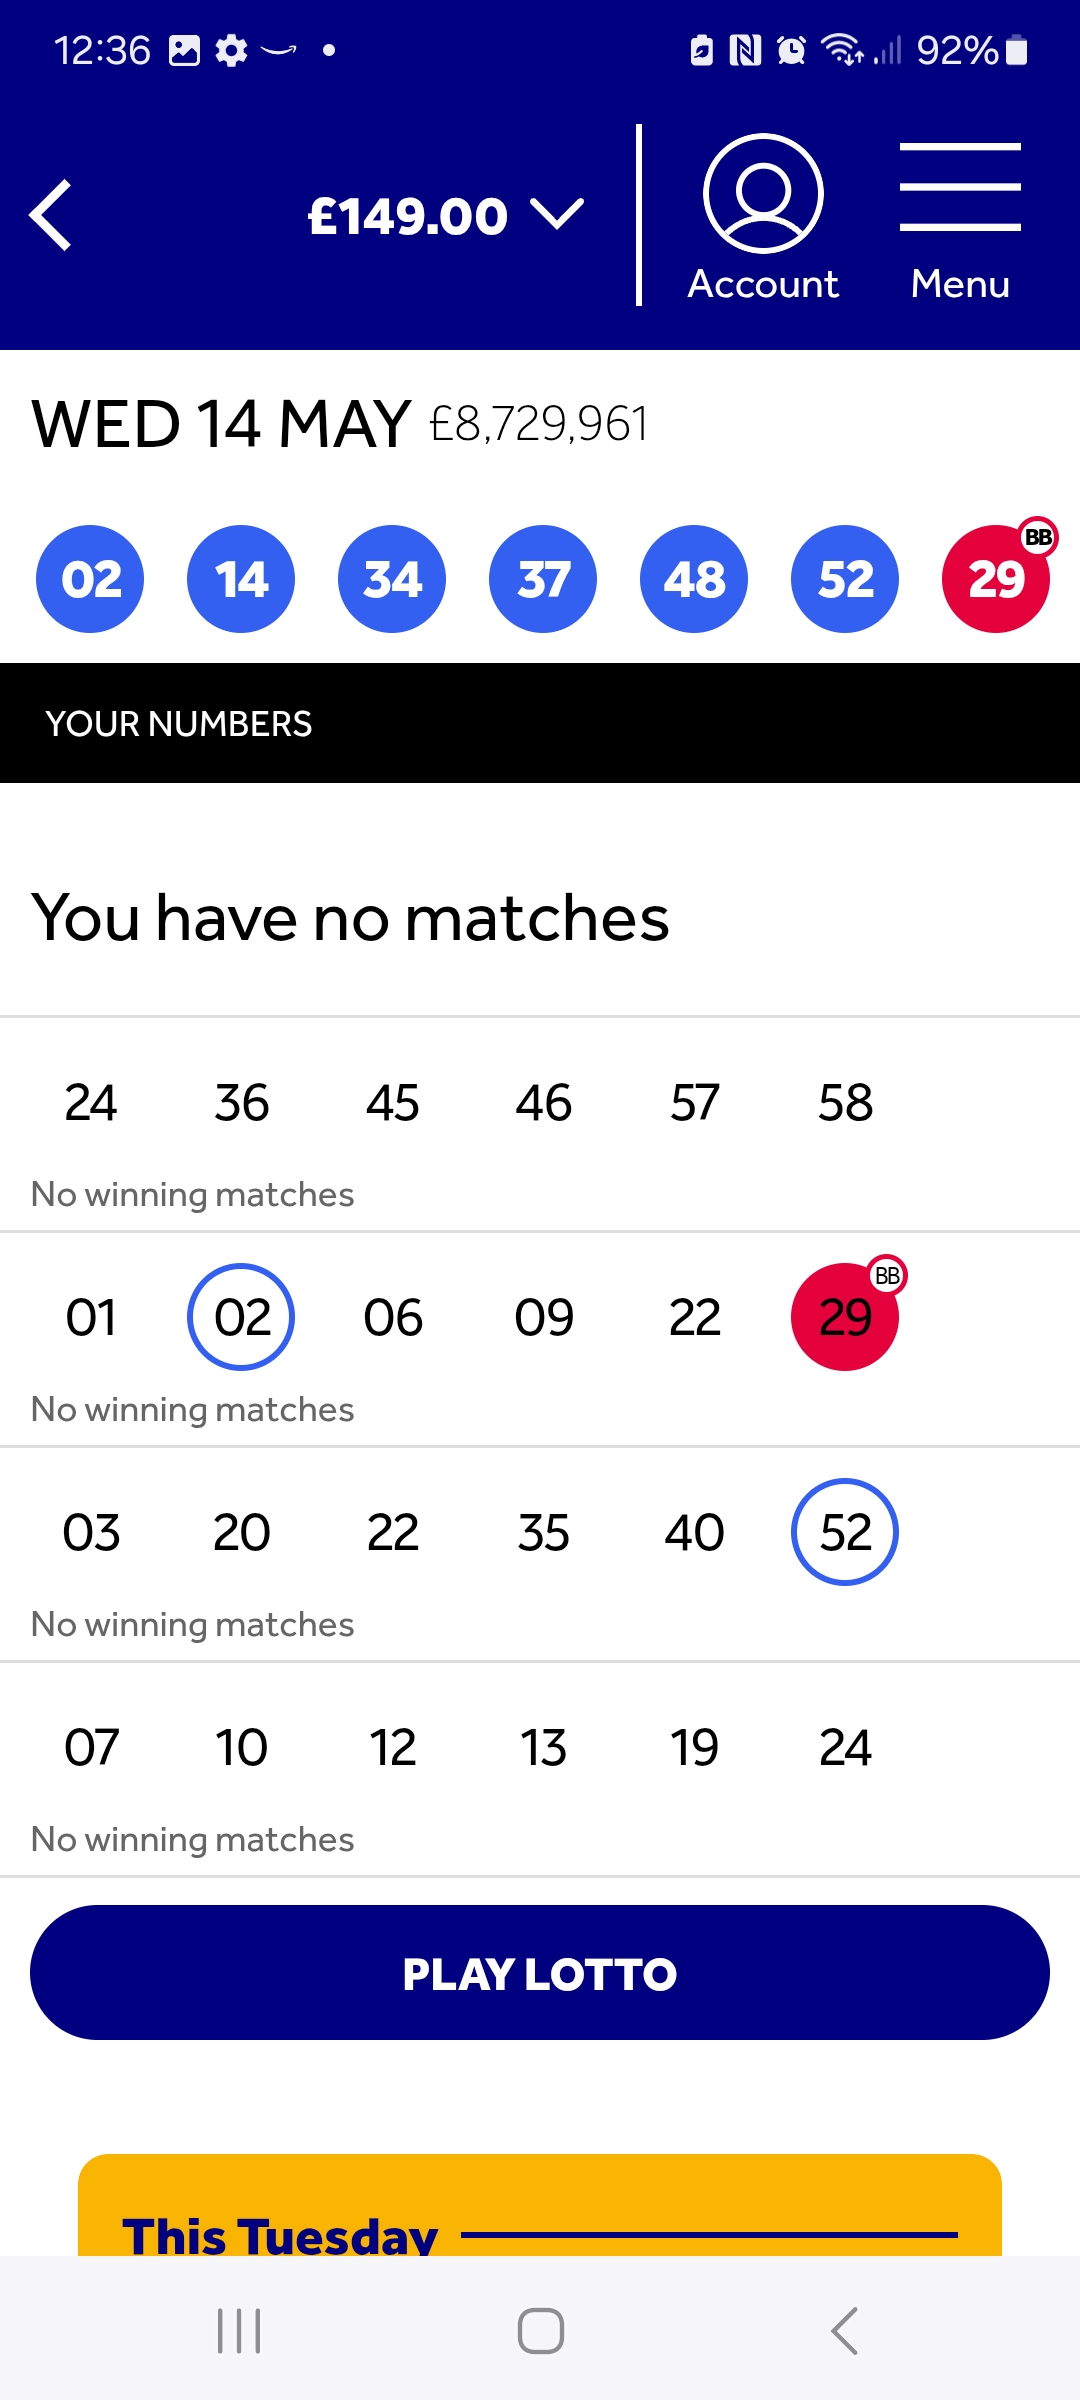 12:36 92%
£149.00
Account Menu
WED 14 MAY £8,729,961
02 14 34 37 48 52 29 BB
YOUR NUMBERS
You have no matches
24 36 45 46 57 58
No winning matches
01 02 06 09 22 29 BB
No winning matches
03 20 22 35 40 52
No winning matches
07 10 12 13 19 24
No winning matches
PLAY LOTTO
This Tuesday